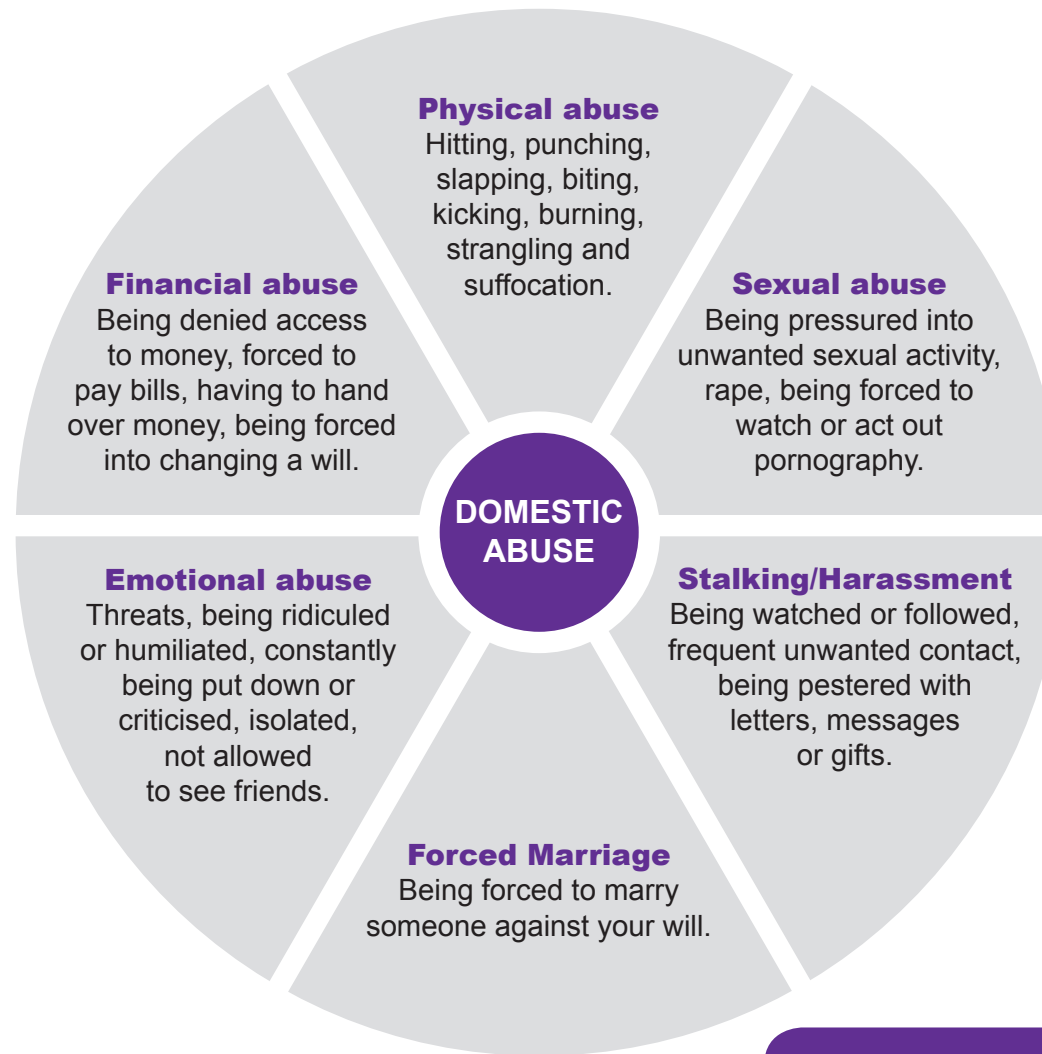 Physical abuse
Hitting, punching,
slapping, biting,
kicking, burning,
strangling and
suffocation.
Sexual abuse
Being pressured into
unwanted sexual activity,
rape, being forced to
watch or act out
pornography.
Stalking/Harassment
Being watched or followed,
frequent unwanted contact,
being pestered with
letters, messages
or gifts.
Forced Marriage
Being forced to marry
someone against your will.
Emotional abuse
Threats, being ridiculed
or humiliated, constantly
being put down or
criticised, isolated,
not allowed
to see friends.
Financial abuse
Being denied access
to money, forced to
pay bills, having to hand
over money, being forced
into changing a will.
DOMESTIC
ABUSE